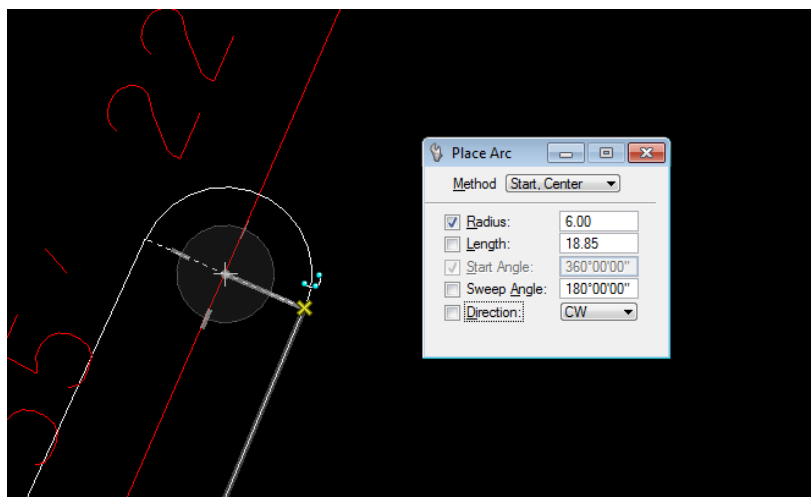 22
Place Arc
Method Start, Center
Radius: 6.00
Length: 18.85
Start Angle: 360°00'00"
Sweep Angle: 180°00'00"
Direction: CW